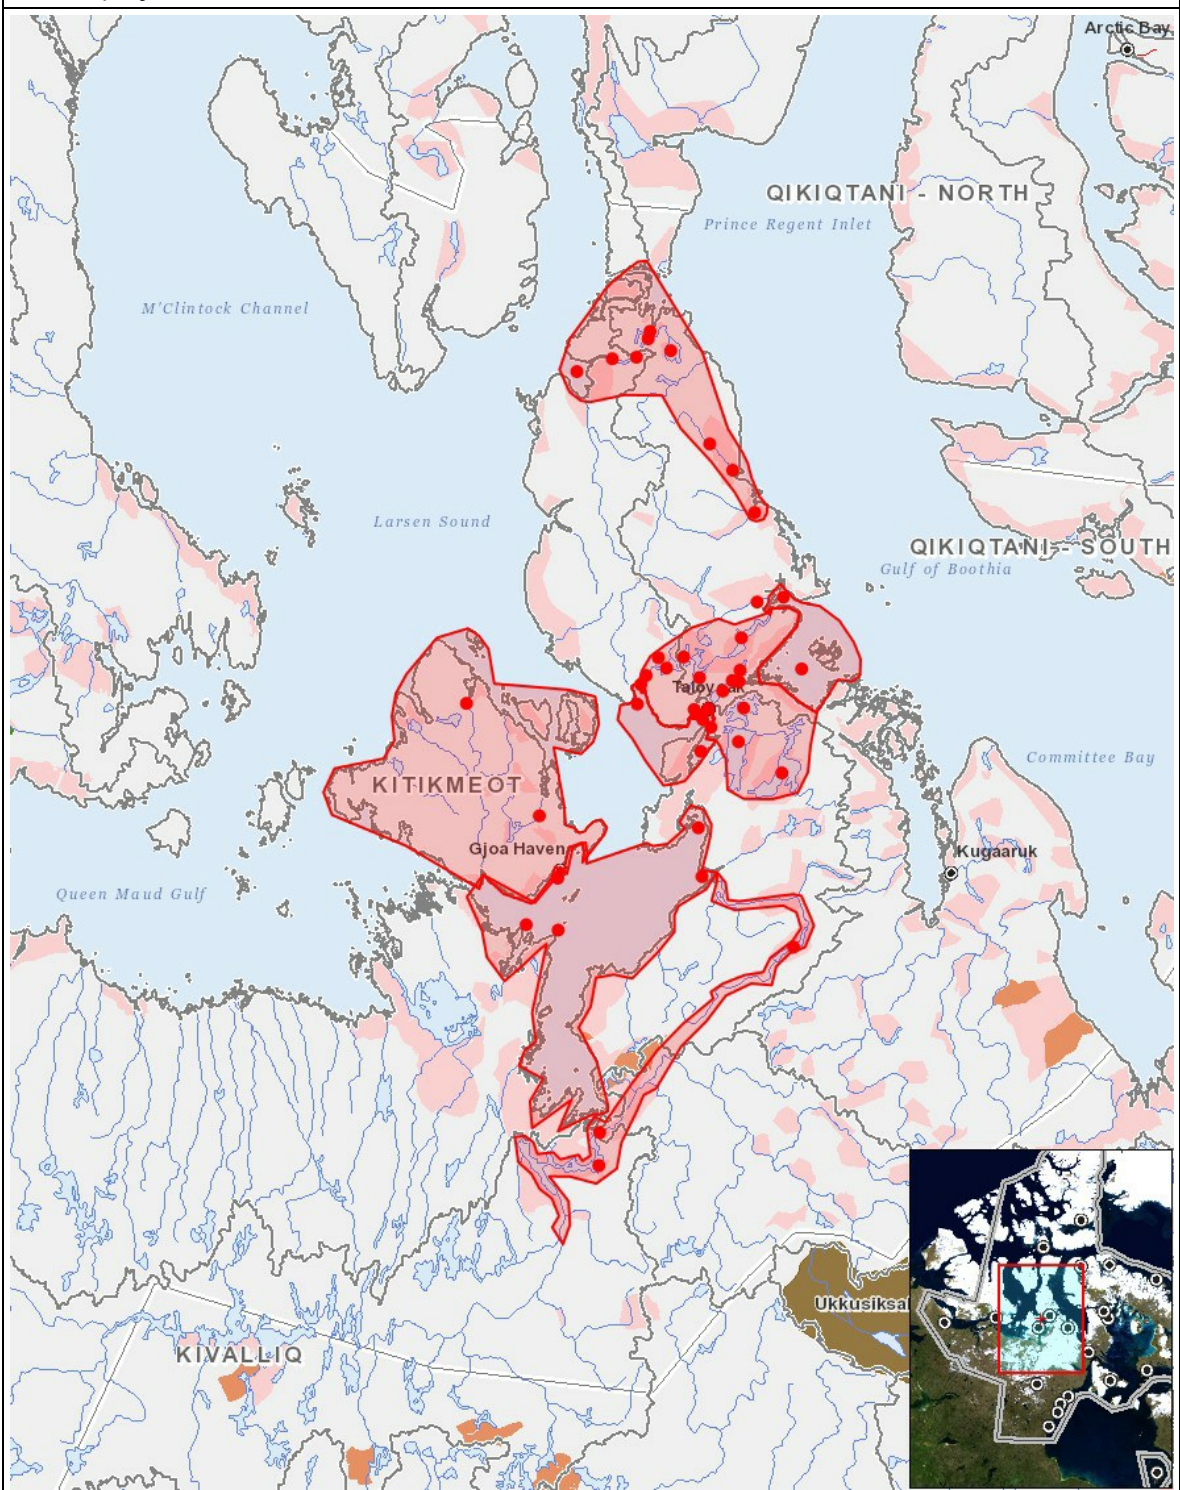 Arctic Bay
QIKIQTANI - NORTH
Prince Regent Inlet
M'Clintock Channel
Larsen Sound
QIKIQTANI - SOUTH
Gulf of Boothia
KITIKMEOT
Committee Bay
Gjoa Haven
Kugaaruk
Queen Maud Gulf
KIVALLIQ